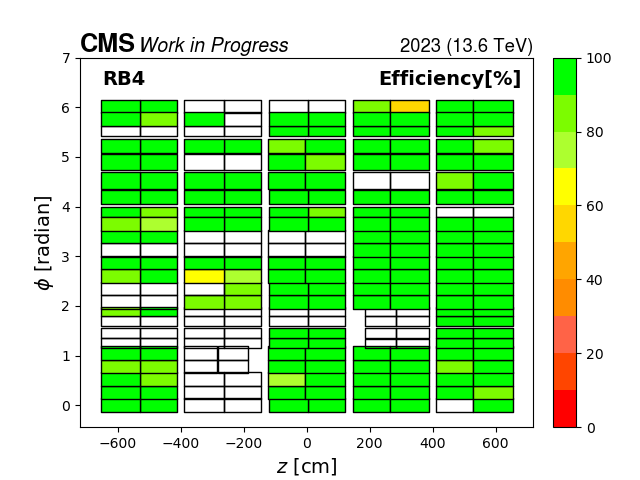 CMS Work in Progress 2023 (13.6 TeV)
RB4 Efficiency[%]
7
6
5
4
3
2
1
0
ϕ [radian]
−600 −400 −200 0 200 400 600
z [cm]
100
80
60
40
20
0